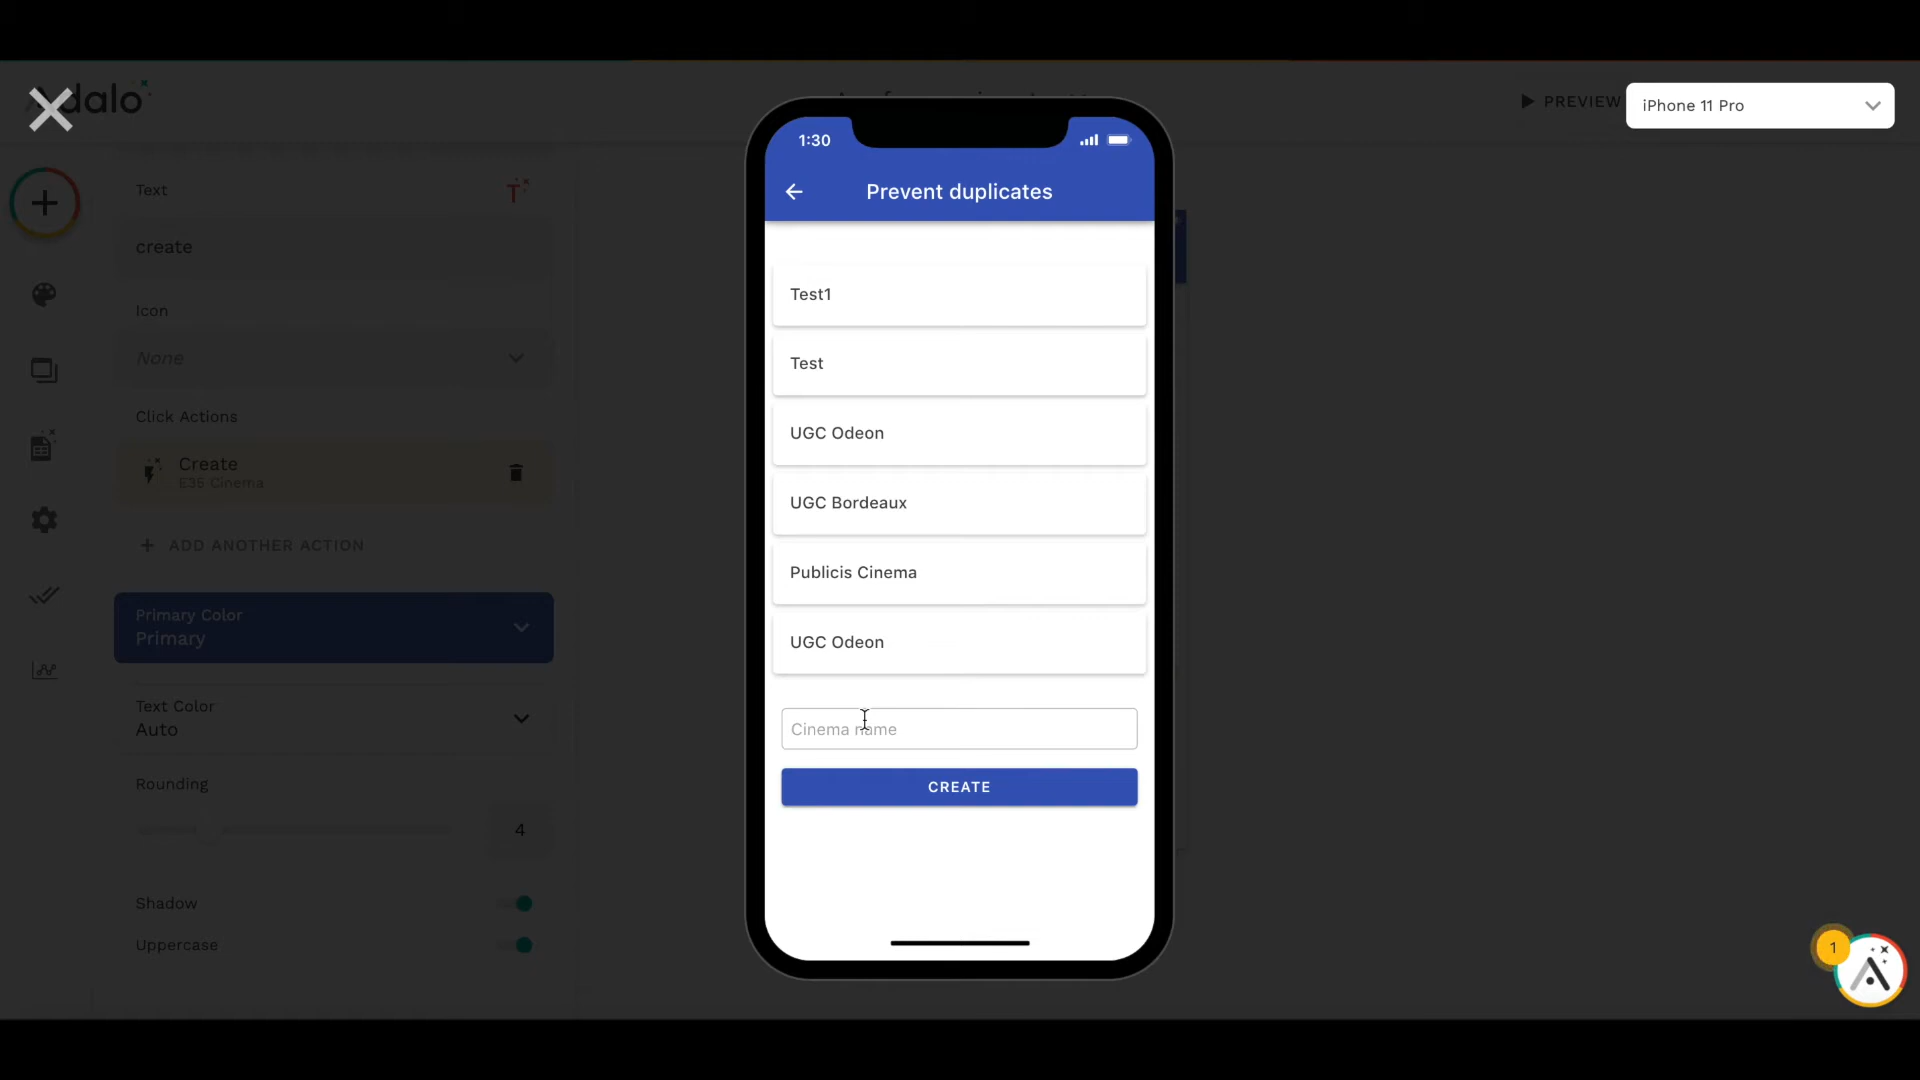 dalo
PREVIEW
iPhone 11 Pro
1:30
Prevent duplicates
Text
create
Icon
None
Click Actions
Create
E35 Cinema
ADD ANOTHER ACTION
Primary Color
Primary
Text Color
Auto
Rounding
4
Shadow
Uppercase
Test1
Test
UGC Odeon
UGC Bordeaux
Publicis Cinema
UGC Odeon
Cinema name
CREATE
1